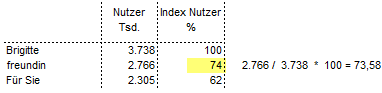 Nutzer Index Nutzer
Tsd. %
Brigitte 3.738 100
freundin 2.766 74 2.766 / 3.738 * 100 = 73,58
Für Sie 2.305 62